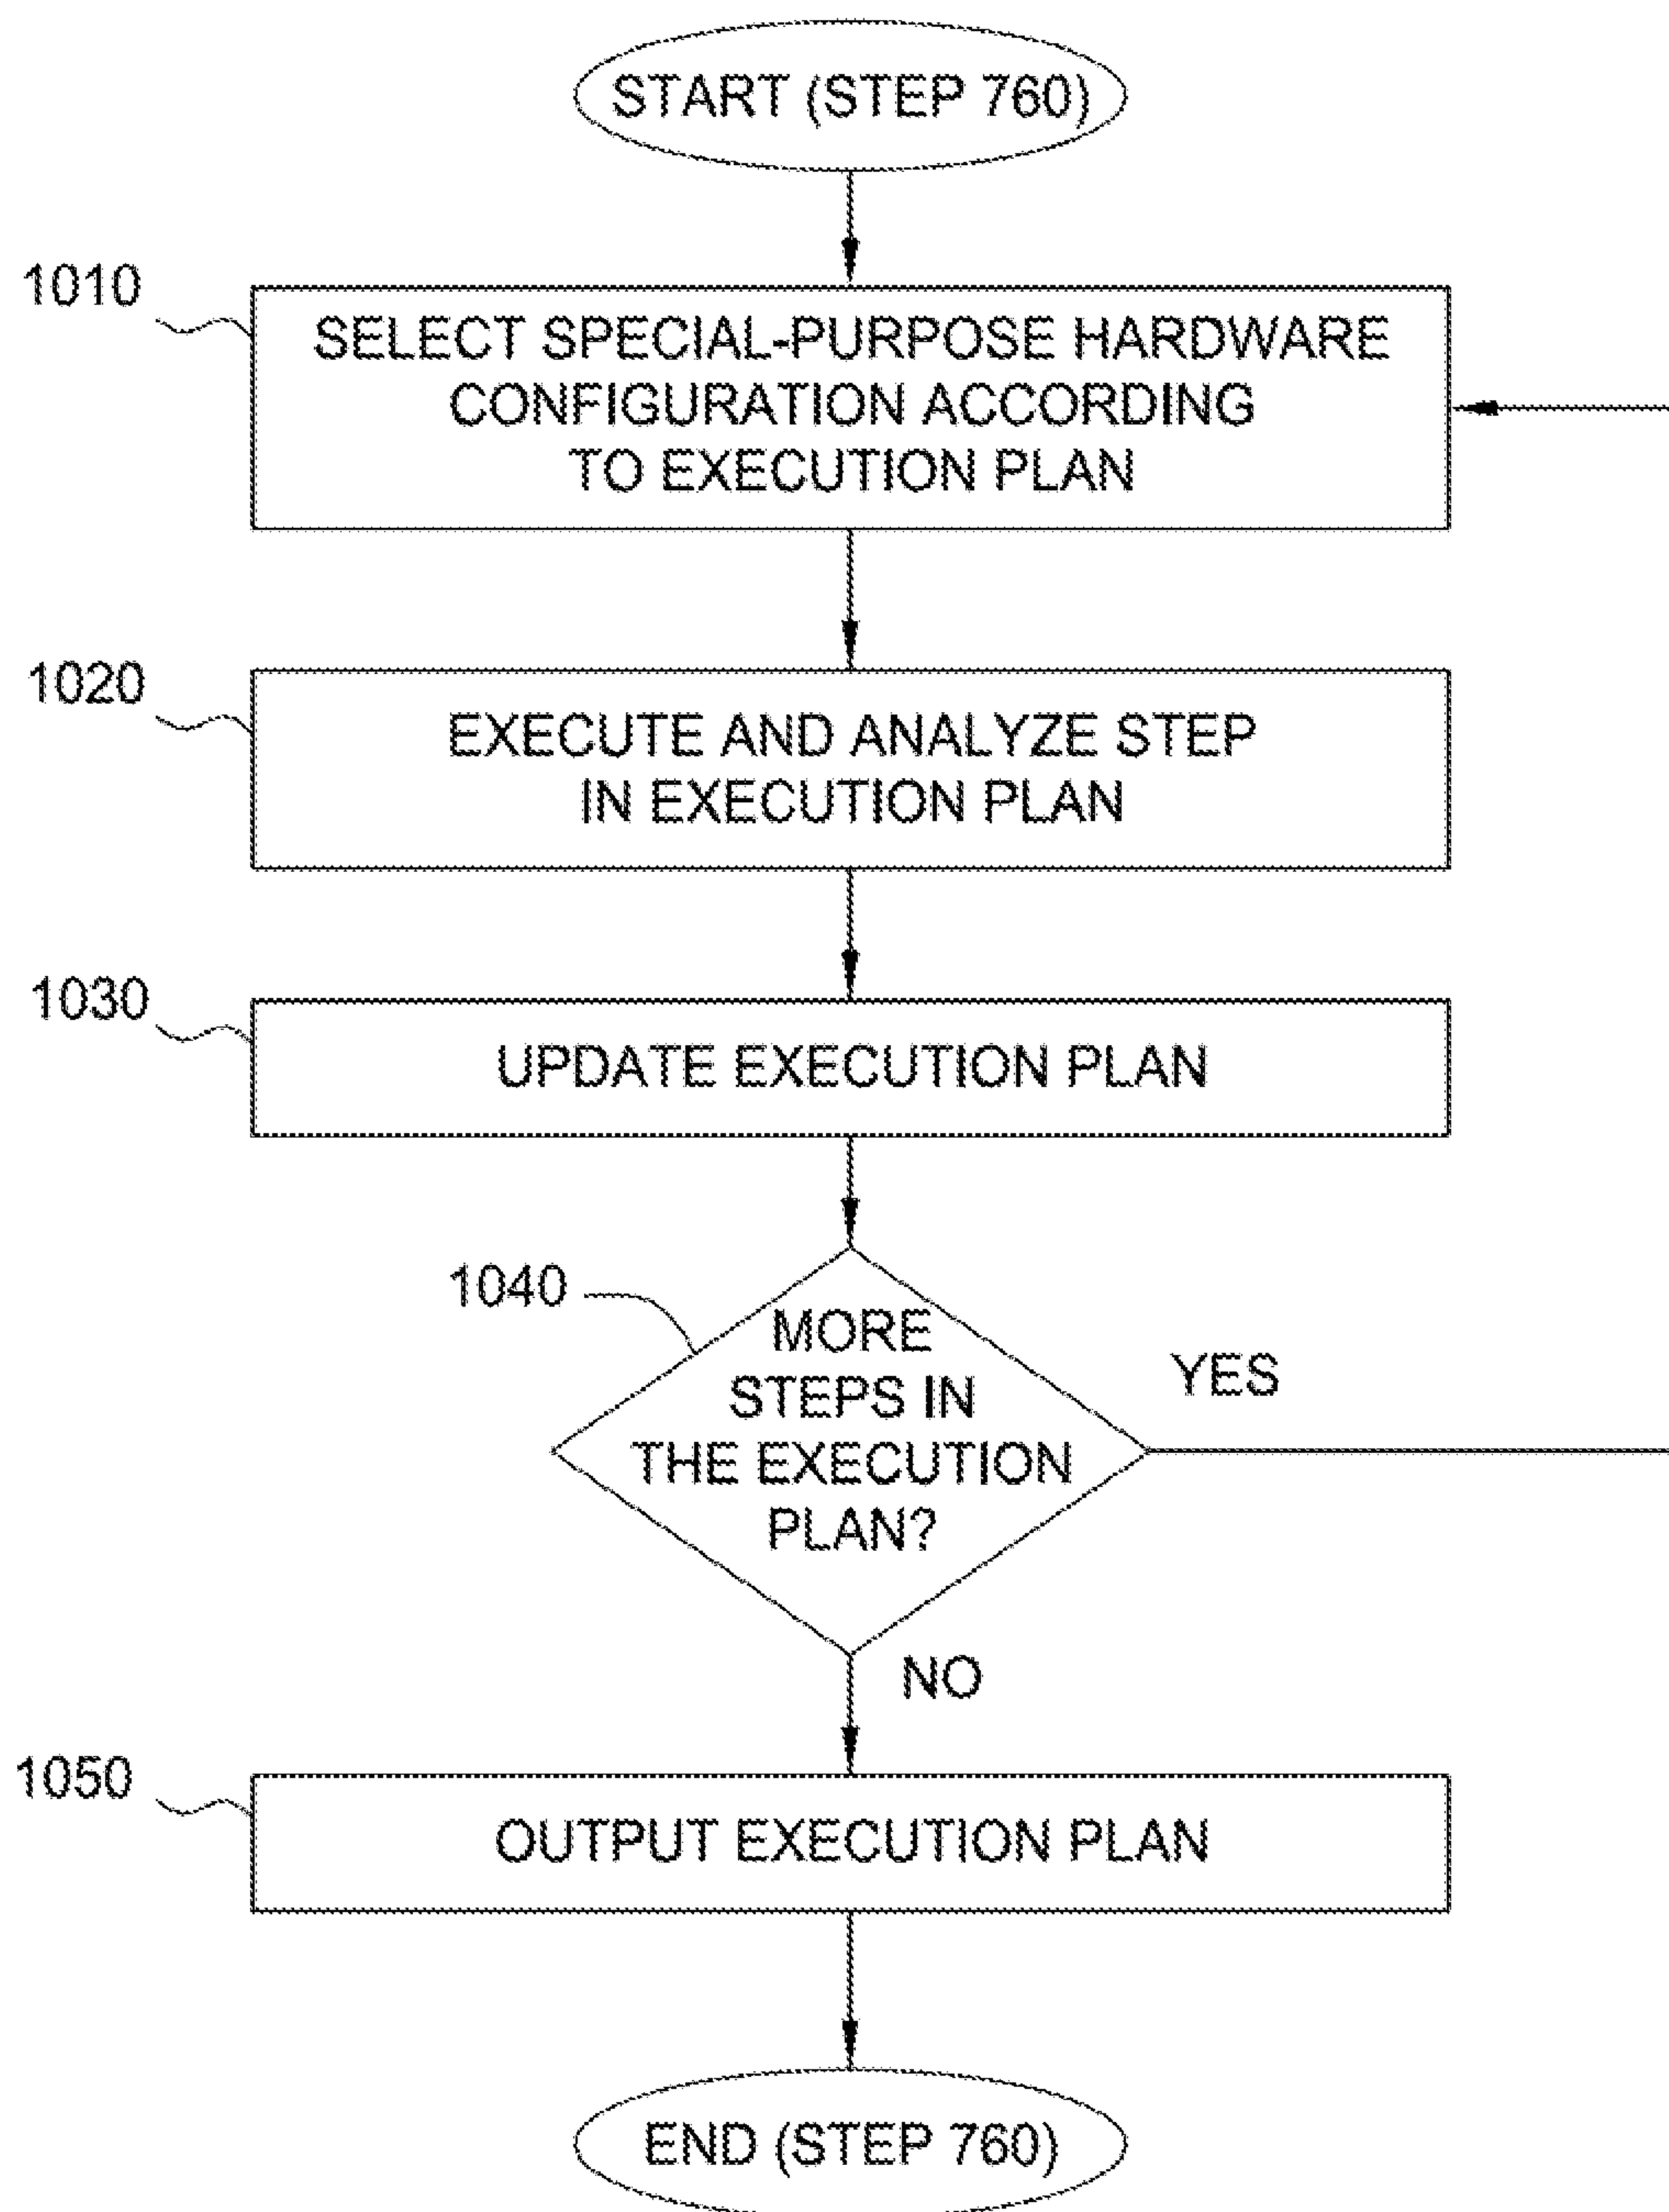 START (STEP 760)
1010
SELECT SPECIAL-PURPOSE HARDWARE
CONFIGURATION ACCORDING
TO EXECUTION PLAN
1020
EXECUTE AND ANALYZE STEP
IN EXECUTION PLAN
1030
UPDATE EXECUTION PLAN
1040
MORE
STEPS IN
THE EXECUTION
PLAN?
YES
NO
1050
OUTPUT EXECUTION PLAN
END (STEP 760)